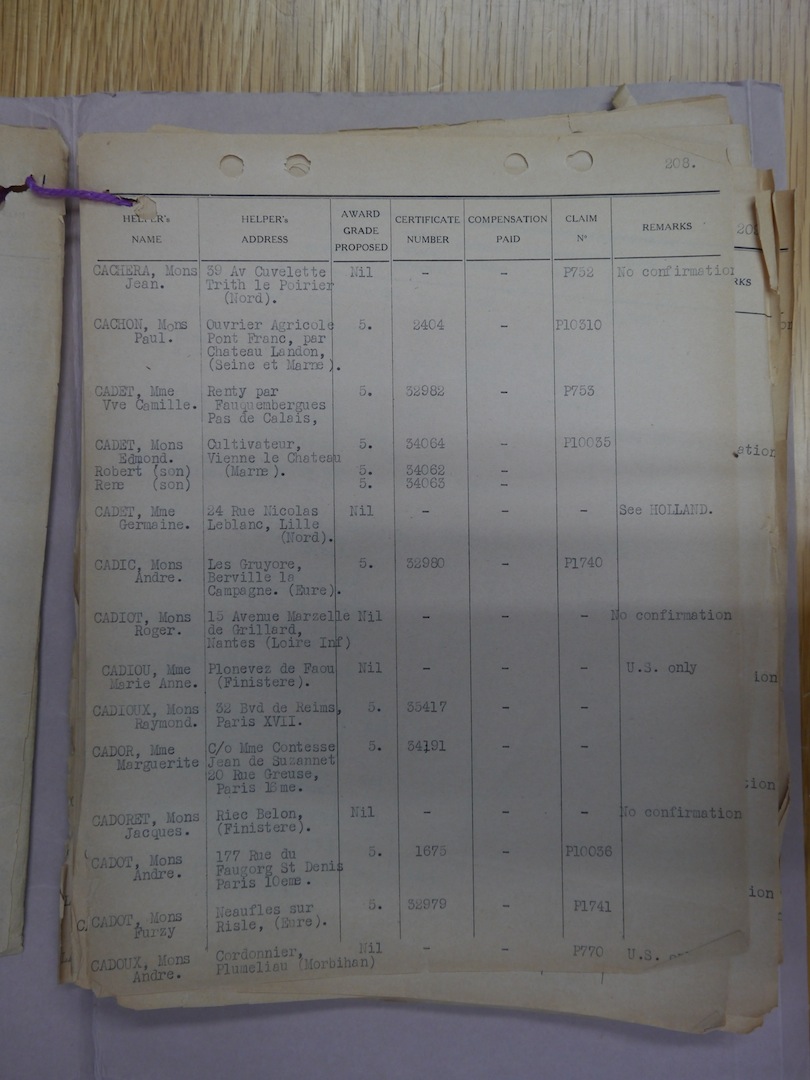 208.
HELPER's NAME | HELPER's ADDRESS | AWARD GRADE PROPOSED | CERTIFICATE NUMBER | COMPENSATION PAID | CLAIM Nº | REMARKS
CACHERA, Mons | 39 Av Cuvelette | Nil | - | - | P752 | No confirmation
Jean. | Trith le Poirier
(Nord).
CACHON, Mons | Ouvrier Agricole | 5. | 2404 | - | P10310
Paul. | Pont Franc, par
Chateau Landon,
(Seine et Marne).
CADET, Mme | Renty par | 5. | 32982 | - | P753
Vve Camille. | Fauquembergues
Pas de Calais,
CADET, Mons | Cultivateur, | 5. | 34064 | - | P10035
Edmond. | Vienne le Chateau
Robert (son) | (Marne). | 5. | 34062 | -
Rene (son) | 5. | 34063 | -
CADET, Mme | 24 Rue Nicolas | Nil | - | - | - | See HOLLAND.
Germaine. | Leblanc, Lille
(Nord).
CADIC, Mons | Les Gruyore, | 5. | 32980 | - | P1740
Andre. | Berville la
Campagne. (Eure).
CADIOT, Mons | 15 Avenue Marzelle | Nil | - | - | - | No confirmation
Roger. | de Grillard,
Nantes (Loire Inf)
CADIOU, Mme | Plonevez de Faou | Nil | - | - | - | U.S. only
Marie Anne. | (Finistere).
CADIOUX, Mons | 32 Bvd de Reims, | 5. | 35417 | - | -
Raymond. | Paris XVII.
CADOR, Mme | C/o Mme Contesse | 5. | 34191 | - | -
Marguerite | Jean de Suzannet
20 Rue Greuse,
Paris 16me.
CADORET, Mons | Riec Belon, | Nil | - | - | - | No confirmation
Jacques. | (Finistere).
CADOT, Mons | 177 Rue du | 5. | 1675 | - | P10036
Andre. | Faugorg St Denis
Paris 10eme.
CADOT, Mons | Neaufles sur | 5. | 32979 | - | P1741
Furzy | Risle, (Eure).
CADOUX, Mons | Cordonnier, | Nil | - | - | P770 | U.S.
Andre. | Plumeliau (Morbihan)